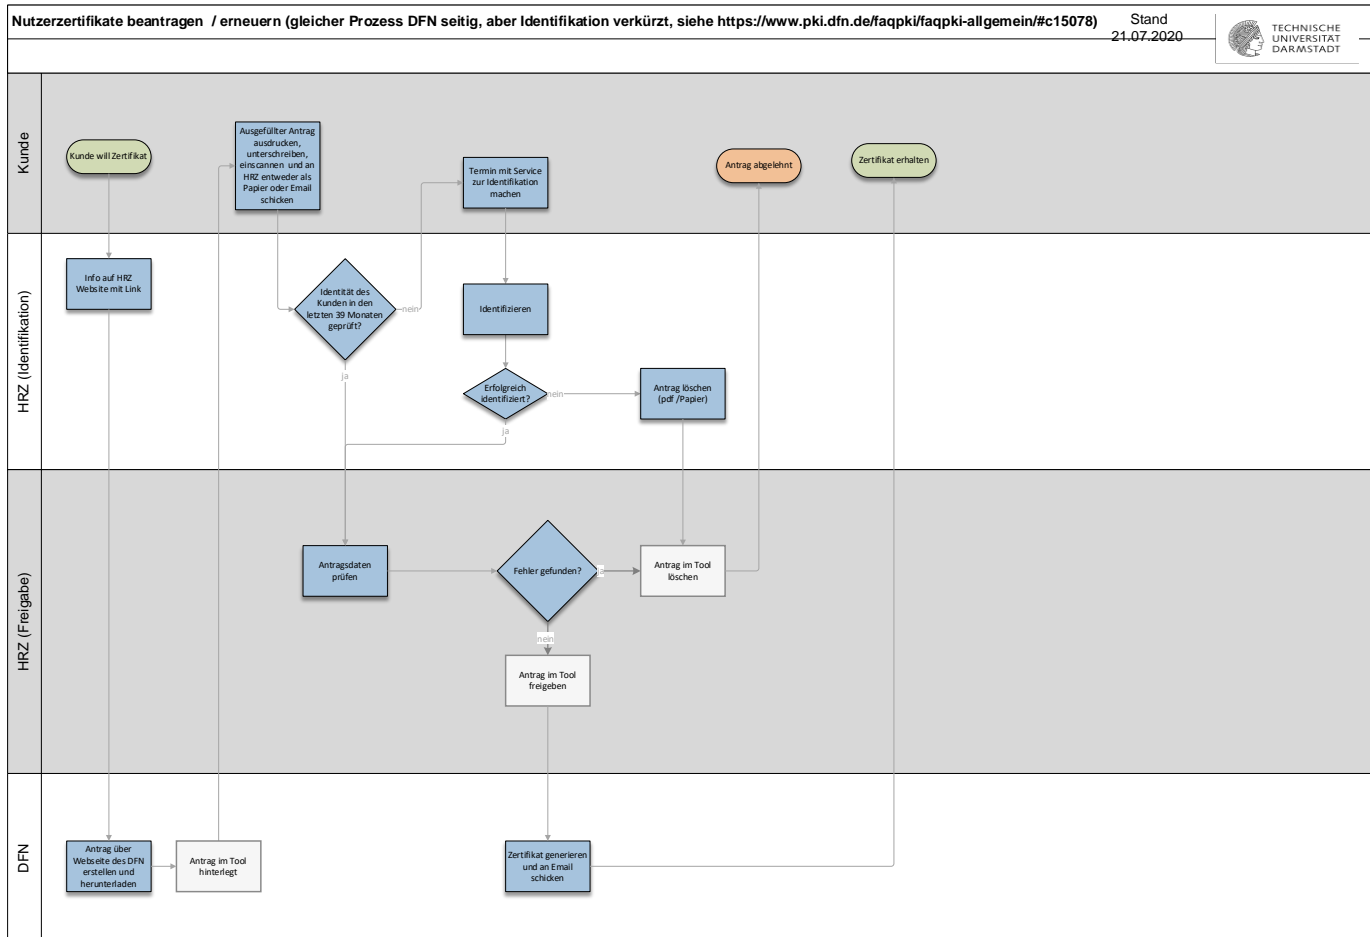 Nutzerzertifikate beantragen / erneuern (gleicher Prozess DFN seitig, aber Identifikation verkürzt, siehe https://www.pki.dfn.de/faqpki/faqpki-allgemein/#c15078)
Stand
21.07.2020
TECHNISCHE
UNIVERSITÄT
DARMSTADT
Kunde
Kunde will Zertifikat
Ausgefüllter Antrag
ausdrucken,
unterschreiben,
einscannen und an
HRZ entweder als
Papier oder Email
schicken
Termin mit Service
zur Identifikation
machen
Antrag abgelehnt
Zertifikat erhalten
HRZ (Identifikation)
Info auf HRZ
Website mit Link
Identität des
Kunden in den
letzten 39 Monaten
geprüft?
nein
ja
Identifizieren
Erfolgreich
identifiziert?
nein
ja
Antrag löschen
(pdf /Papier)
HRZ (Freigabe)
Antragsdaten
prüfen
Fehler gefunden?
ja
nein
Antrag im Tool
löschen
Antrag im Tool
freigeben
DFN
Antrag über
Webseite des DFN
erstellen und
herunterladen
Antrag im Tool
hinterlegt
Zertifikat generieren
und an Email
schicken